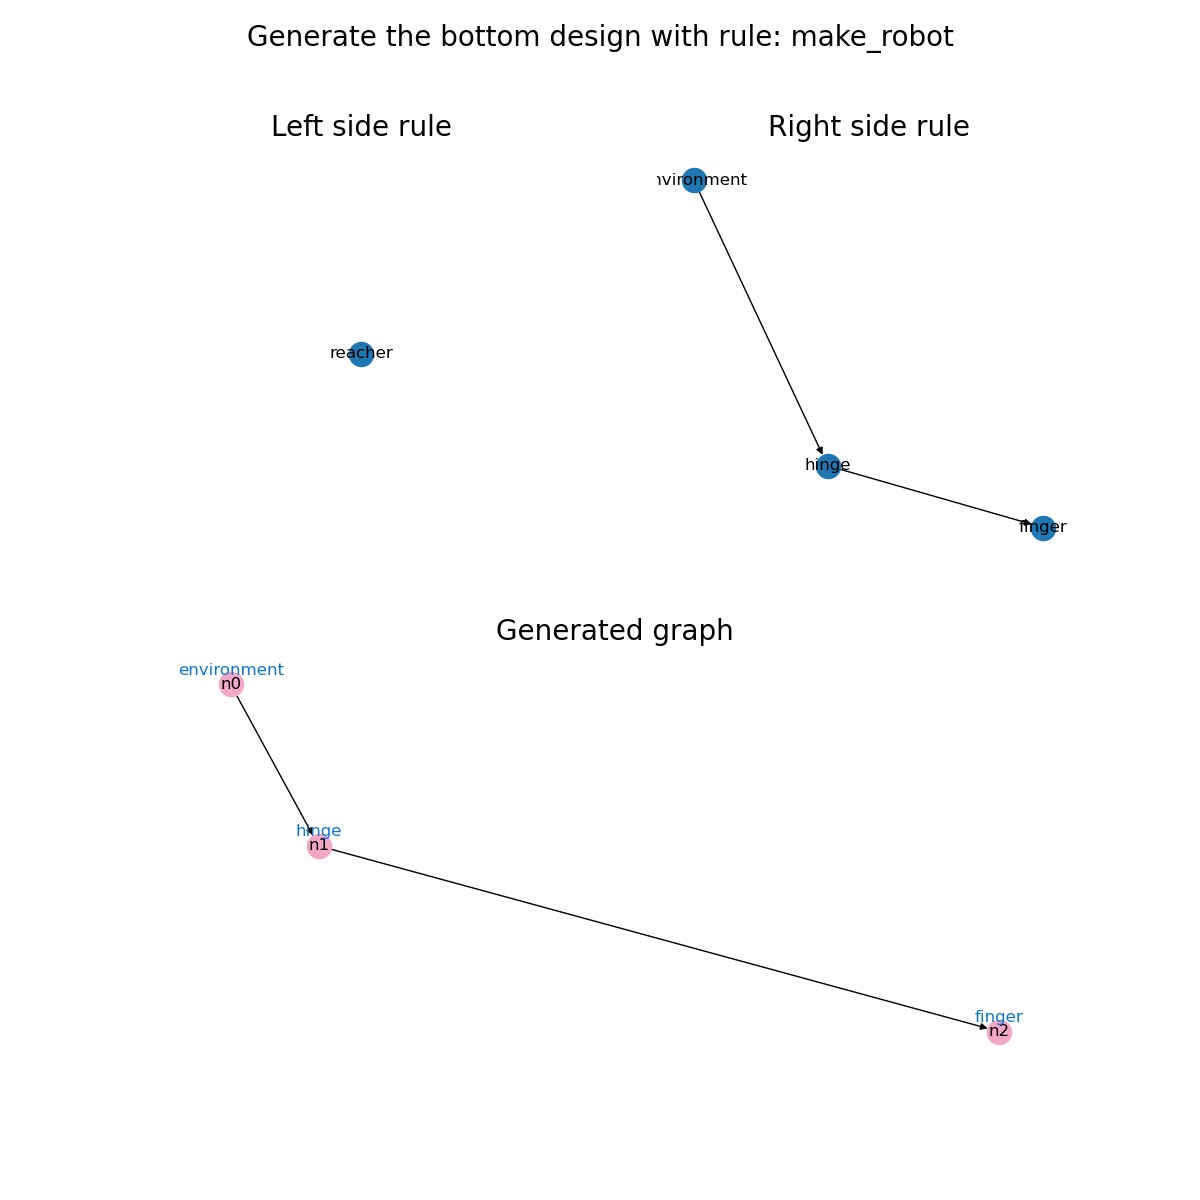 Generate the bottom design with rule: make_robot
Left side rule
Right side rule
nvironment
reacher
hinge
finger
Generated graph
environment
n0
hinge
n1
finger
n2